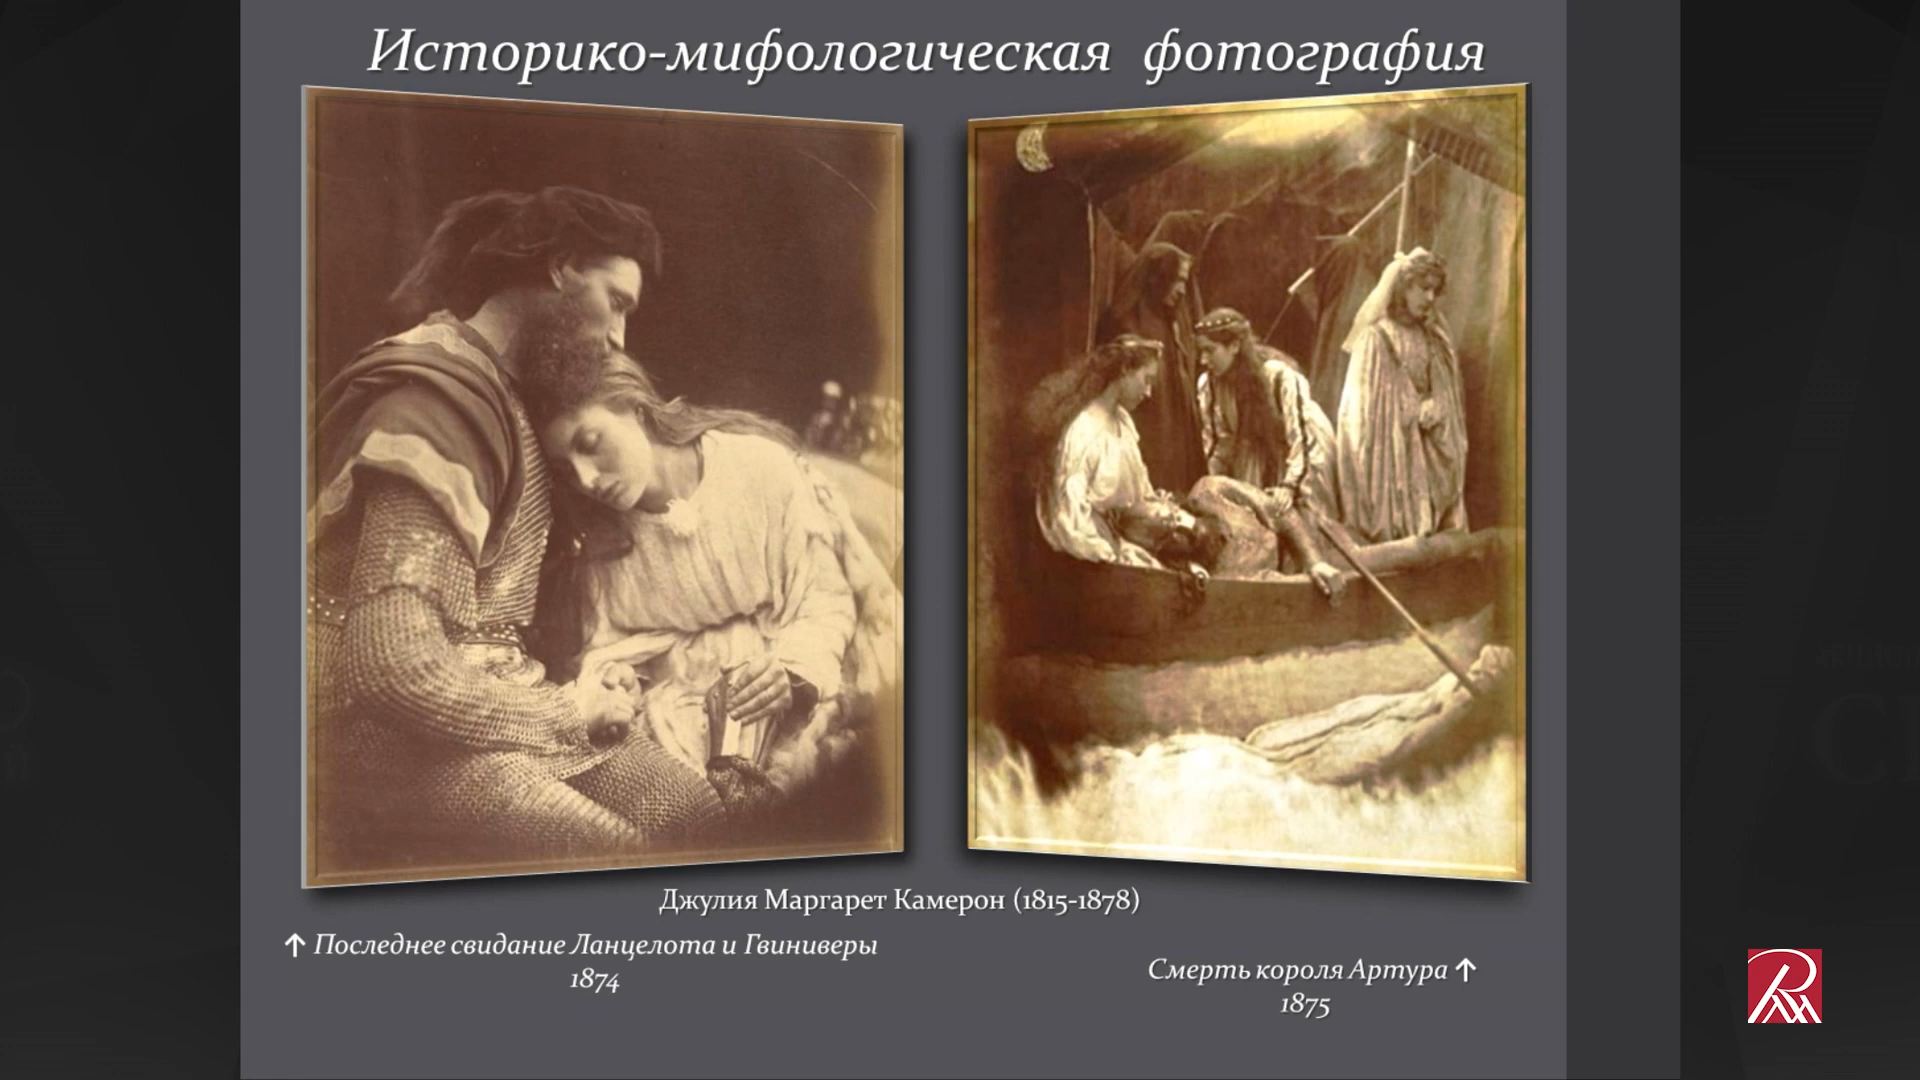 Историко-мифологическая фотография
Джулия Маргарет Камерон (1815-1878)
↑ Последнее свидание Ланцелота и Гвиниверы
1874
Смерть короля Артура ↑
1875